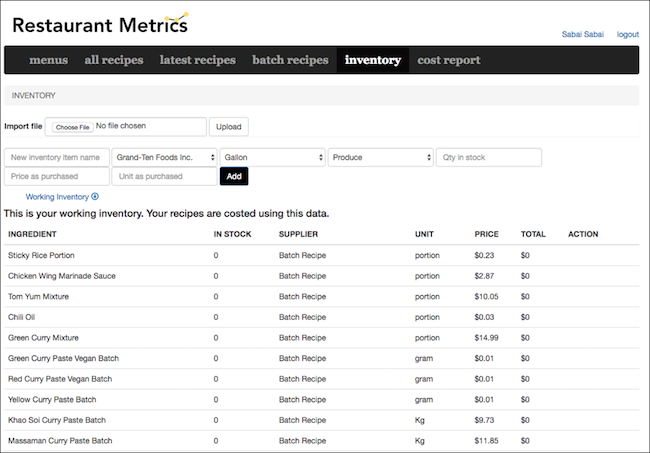 Restaurant Metrics
Sabai Sabai logout
menus all recipes latest recipes batch recipes inventory cost report
INVENTORY
Import file Choose File No file chosen Upload
New inventory item name Grand-Ten Foods Inc. Gallon Produce Qty in stock
Price as purchased Unit as purchased Add
Working Inventory
This is your working inventory. Your recipes are costed using this data.
INGREDIENT IN STOCK SUPPLIER UNIT PRICE TOTAL ACTION
Sticky Rice Portion 0 Batch Recipe portion $0.23 $0
Chicken Wing Marinade Sauce 0 Batch Recipe portion $2.87 $0
Tom Yum Mixture 0 Batch Recipe portion $10.05 $0
Chili Oil 0 Batch Recipe portion $0.03 $0
Green Curry Mixture 0 Batch Recipe portion $14.99 $0
Green Curry Paste Vegan Batch 0 Batch Recipe gram $0.01 $0
Red Curry Paste Vegan Batch 0 Batch Recipe gram $0.01 $0
Yellow Curry Paste Batch 0 Batch Recipe gram $0.01 $0
Khao Soi Curry Paste Batch 0 Batch Recipe Kg $9.73 $0
Massaman Curry Paste Batch 0 Batch Recipe Kg $11.85 $0